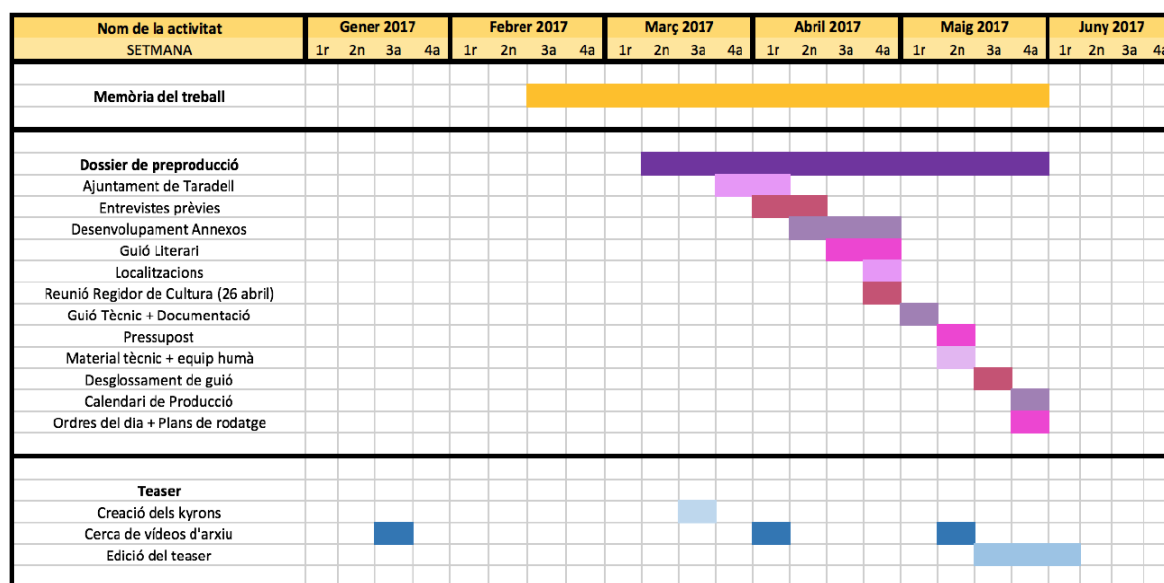 Nom de la activitat Gener 2017 Febrer 2017 Març 2017 Abril 2017 Maig 2017 Juny 2017
SETMANA 1r 2n 3a 4a 1r 2n 3a 4a 1r 2n 3a 4a 1r 2n 3a 4a 1r 2n 3a 4a 1r 2n 3a 4a
Memòria del treball
Dossier de preproducció
Ajuntament de Taradell
Entrevistes prèvies
Desenvolupament Annexos
Guió Literari
Localitzacions
Reunió Regidor de Cultura (26 abril)
Guió Tècnic + Documentació
Pressupost
Material tècnic + equip humà
Desglossament de guió
Calendari de Producció
Ordres del dia + Plans de rodatge
Teaser
Creació dels kyrons
Cerca de vídeos d'arxiu
Edició del teaser